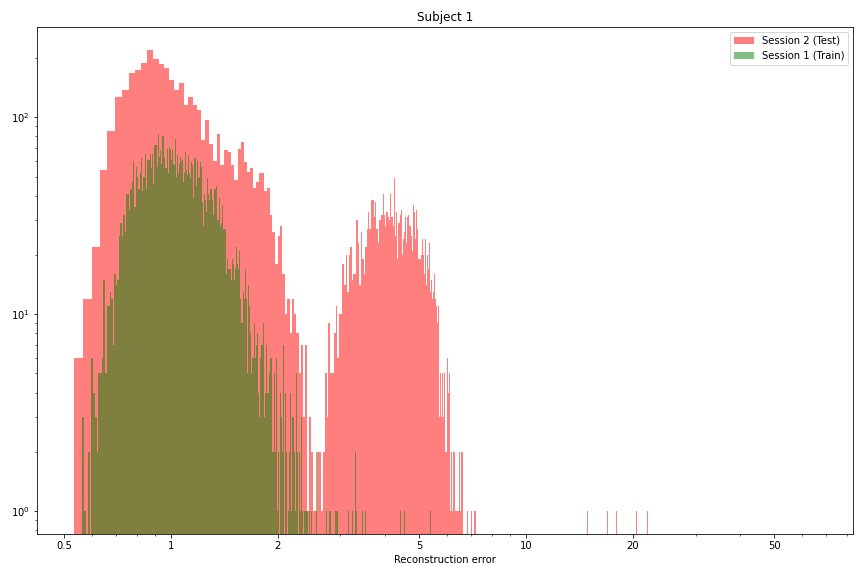 Subject 1
Session 2 (Test)
Session 1 (Train)
10²
10¹
10⁰
0.5 1 2 5 10 20 50
Reconstruction error